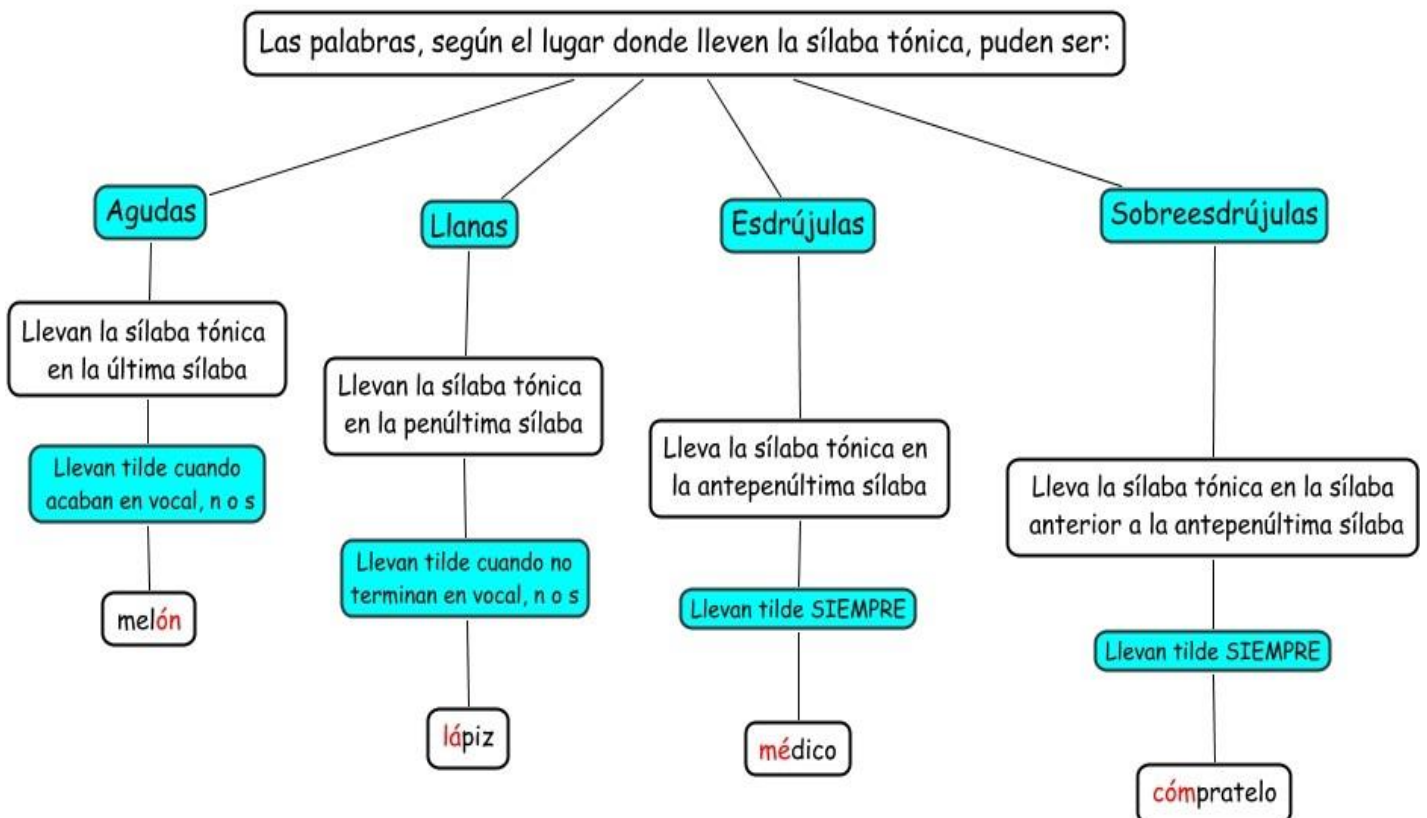 Las palabras, según el lugar donde lleven la sílaba tónica, puden ser:
Agudas
Llevan la sílaba tónica
en la última sílaba
Llevan tilde cuando
acaban en vocal, n o s
melón
Llanas
Llevan la sílaba tónica
en la penúltima sílaba
Llevan tilde cuando no
terminan en vocal, n o s
lápiz
Esdrújulas
Lleva la sílaba tónica en
la antepenúltima sílaba
Llevan tilde SIEMPRE
médico
Sobreesdrújulas
Lleva la sílaba tónica en la sílaba
anterior a la antepenúltima sílaba
Llevan tilde SIEMPRE
cómpratelo